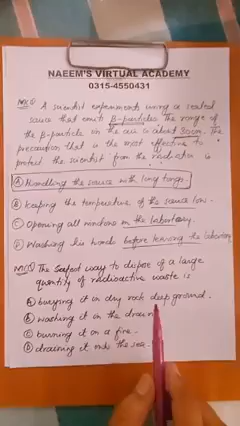 NAEEM'S VIRTUAL ACADEMY
0315-4550431
MCQ A scientist experiments using a sealed
source that emits β-particles. The range of
the β-particle in the air is about 30cm. The
precaution that is the most effective to
protect the scientist from the radiation is
A Handling the source with long tongs.
B Keeping the temperature of the source low.
C Opening all windows in the laboratory.
D Washing his hands before leaving the laboratory
MCQ The safest way to dispose of a large
quantity of radioactive waste is
A burying it in dry rock deep ground.
B washing it in the drain
C burning it on a fire.
D draining it into the sea.